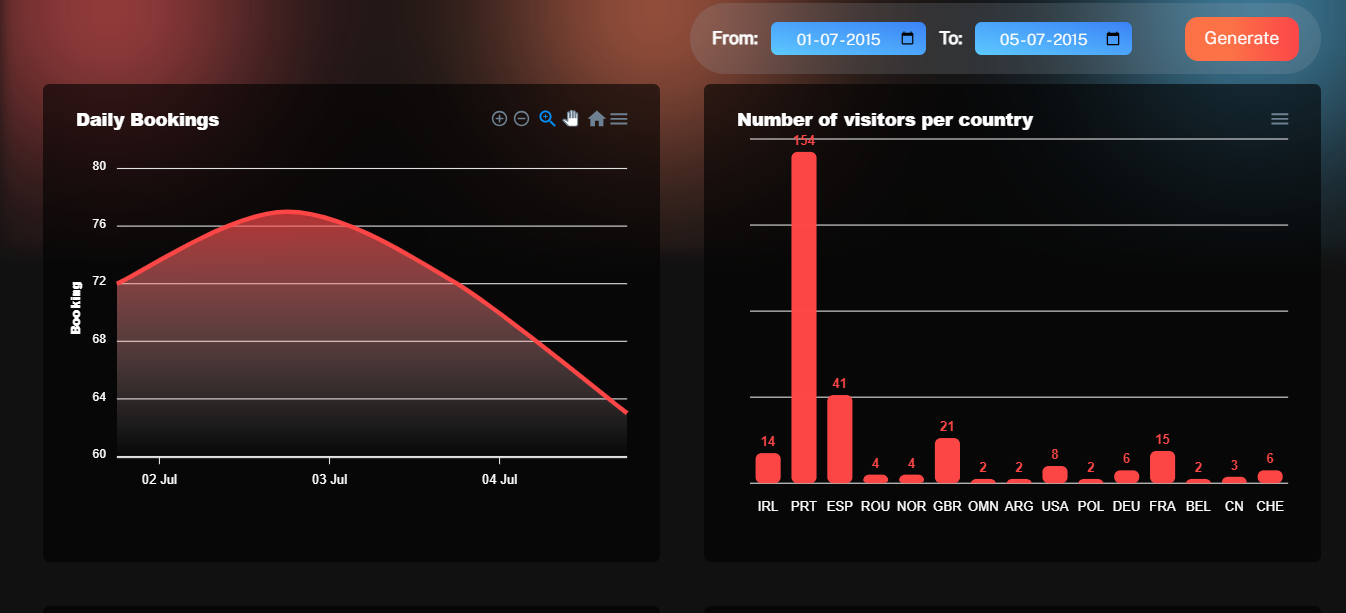 From: 01-07-2015 To: 05-07-2015 Generate
Daily Bookings
80
76
72
68
64
60
Booking
02 Jul 03 Jul 04 Jul
Number of visitors per country
14 154 41 4 4 21 2 2 8 2 6 15 2 3 6
IRL PRT ESP ROU NOR GBR OMN ARG USA POL DEU FRA BEL CN CHE